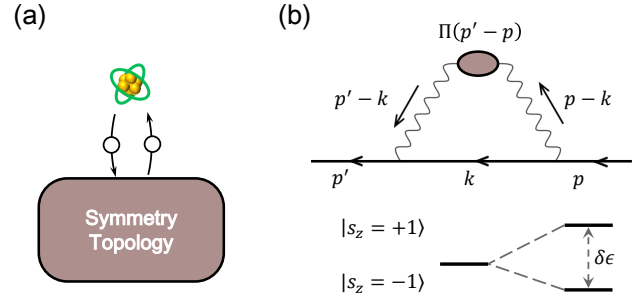 (a)
Symmetry
Topology
(b)
Π(p′ − p)
p′ − k
p − k
p′
k
p
|s_z = +1⟩
|s_z = −1⟩
δϵ